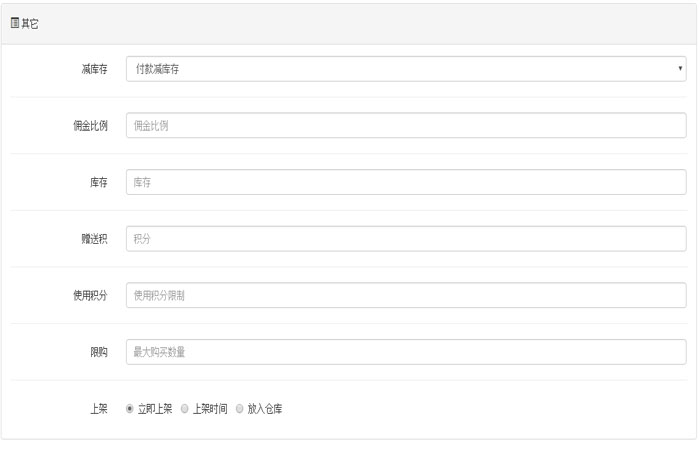 其它
减库存 付款减库存
佣金比例 佣金比例
库存 库存
赠送积 积分
使用积分 使用积分限制
限购 最大购买数量
上架 立即上架 上架时间 放入仓库